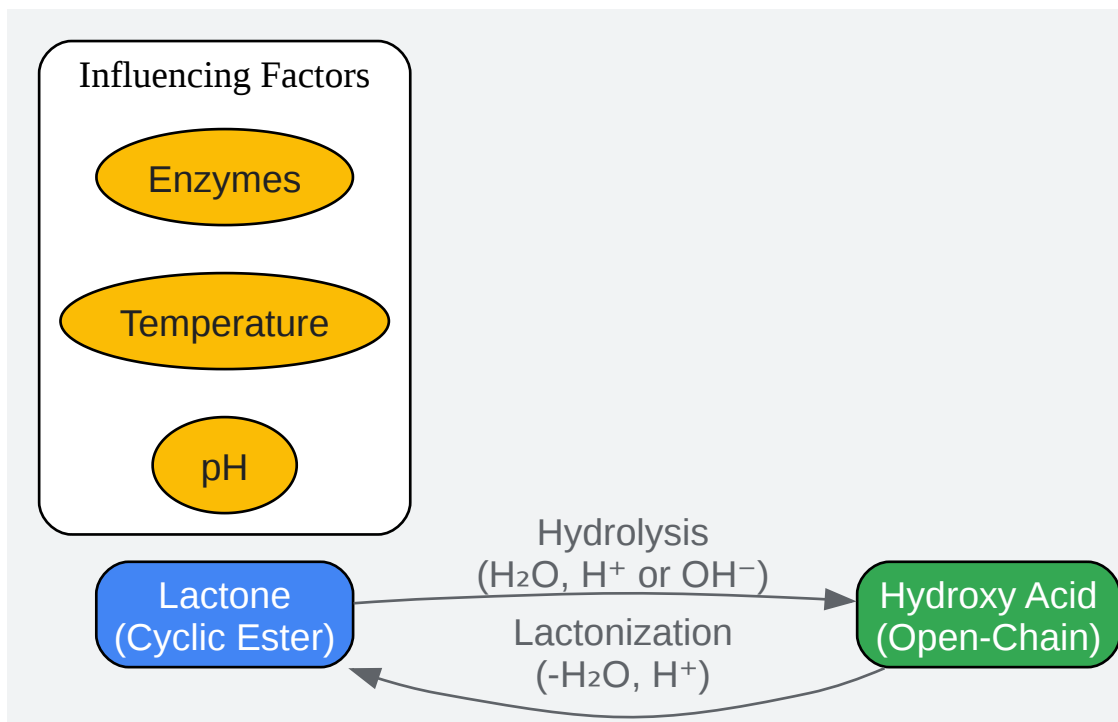 Influencing Factors
Enzymes
Temperature
pH
Hydrolysis
(H₂O, H⁺ or OH⁻)
Lactone
(Cyclic Ester)
Hydroxy Acid
(Open-Chain)
Lactonization
(-H₂O, H⁺)